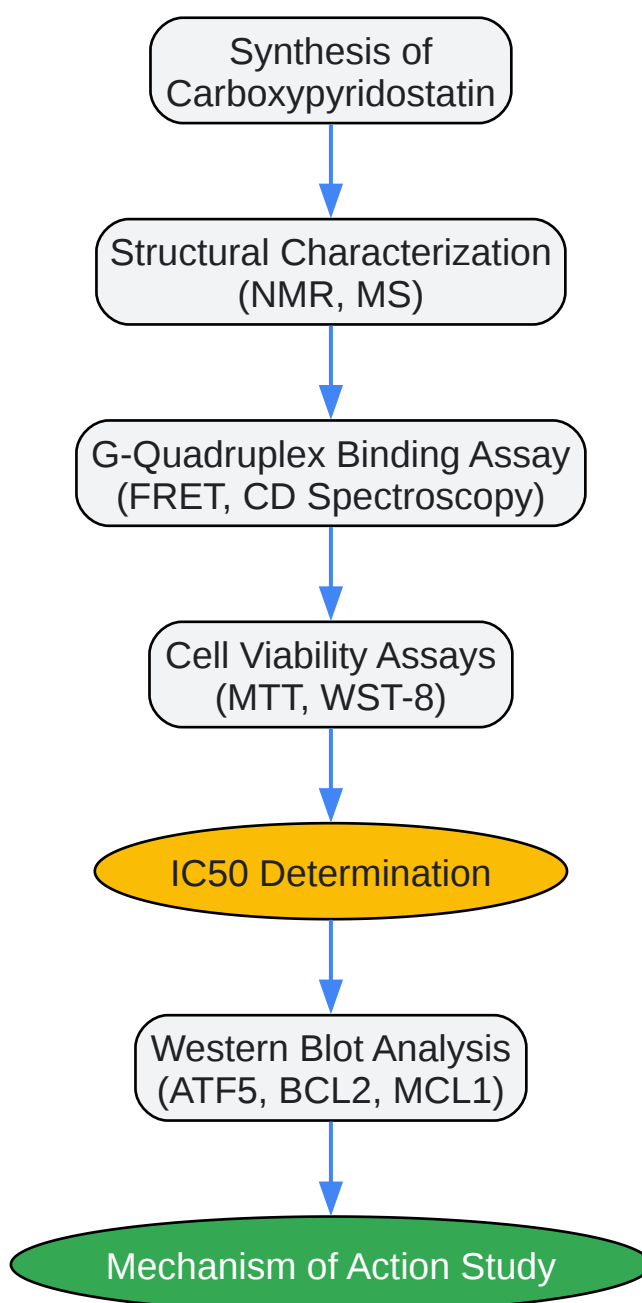 Synthesis of
Carboxypyridostatin
Structural Characterization
(NMR, MS)
G-Quadruplex Binding Assay
(FRET, CD Spectroscopy)
Cell Viability Assays
(MTT, WST-8)
IC50 Determination
Western Blot Analysis
(ATF5, BCL2, MCL1)
Mechanism of Action Study